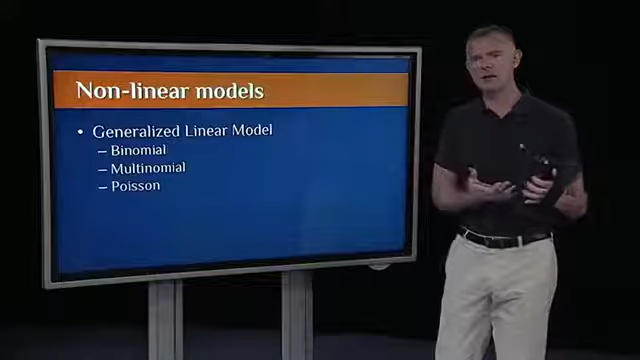 Non-linear models
• Generalized Linear Model
– Binomial
– Multinomial
– Poisson